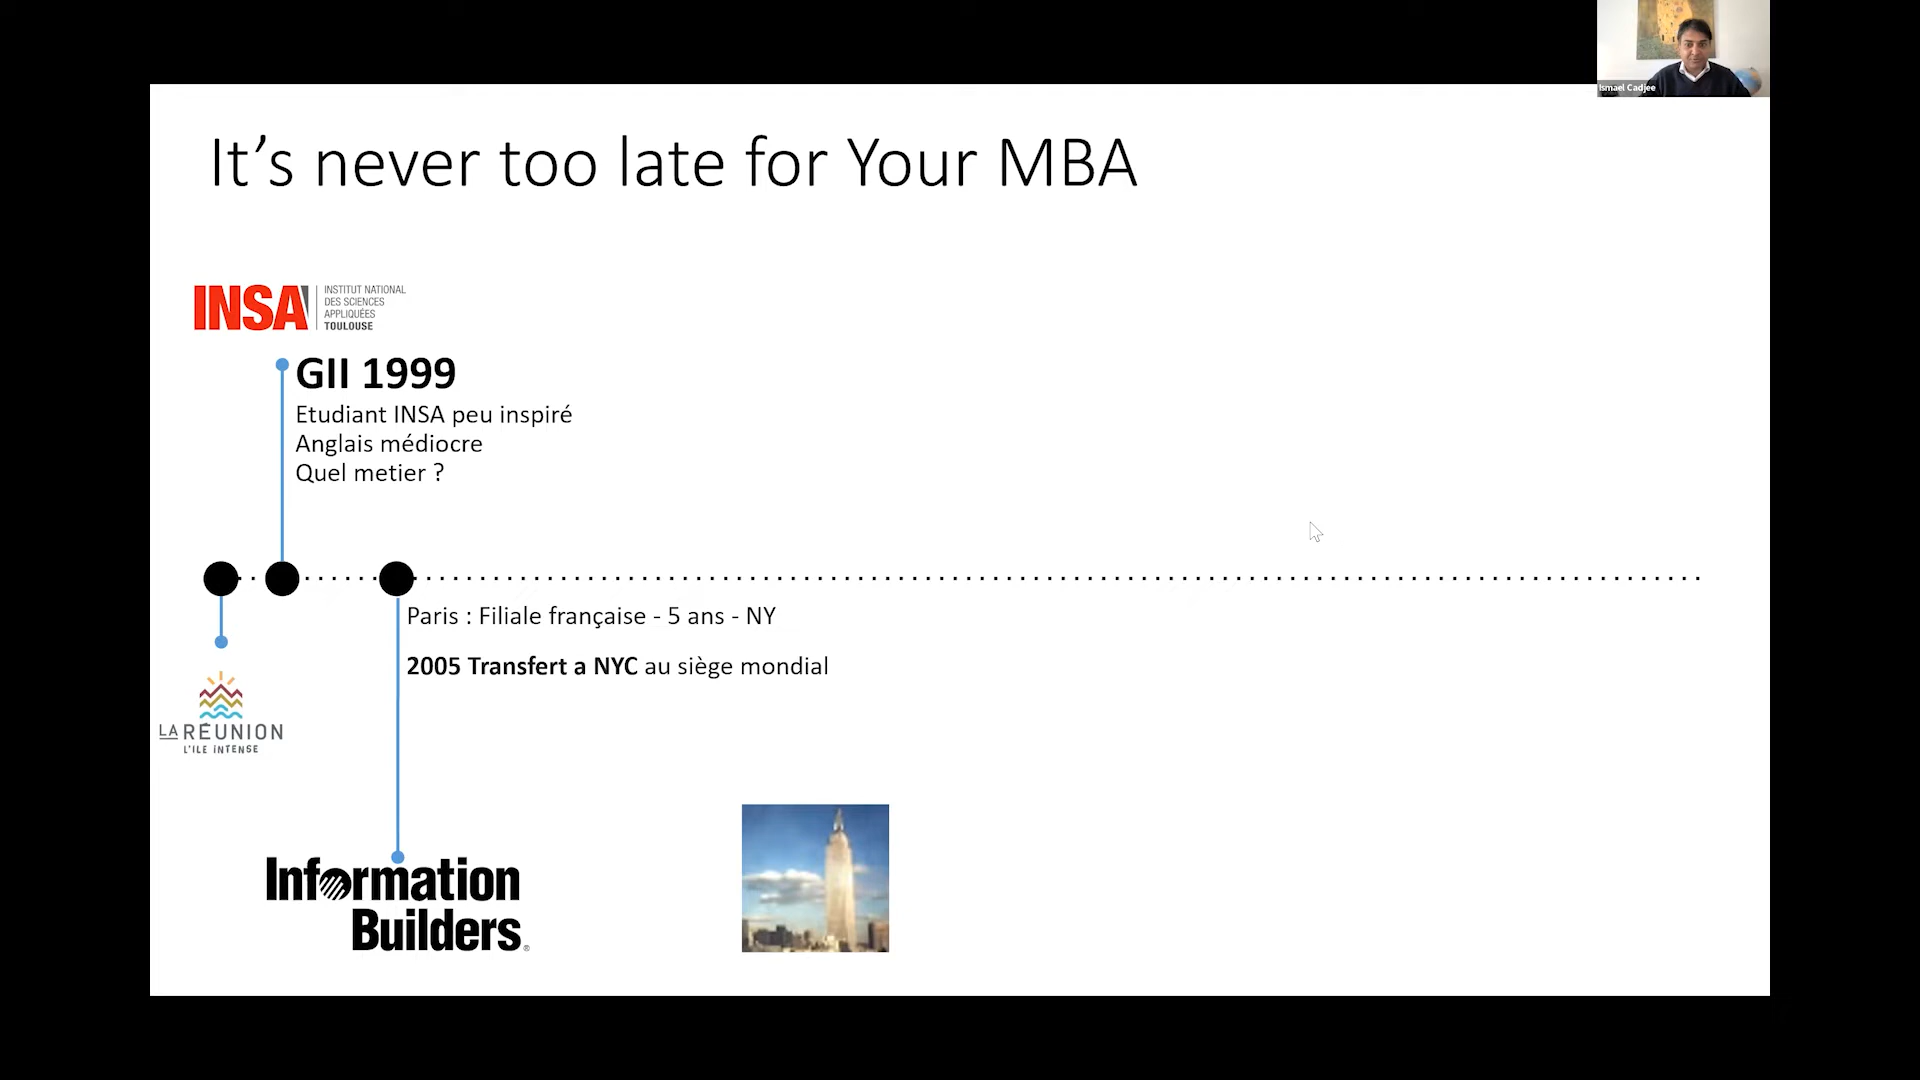 Ismael Cadjee
It's never too late for Your MBA
INSA
INSTITUT NATIONAL
DES SCIENCES
APPLIQUÉES
TOULOUSE
GII 1999
Etudiant INSA peu inspiré
Anglais médiocre
Quel metier ?
Paris : Filiale française - 5 ans - NY
2005 Transfert a NYC au siège mondial
LA RÉUNION
L'ILE INTENSE
Information
Builders®